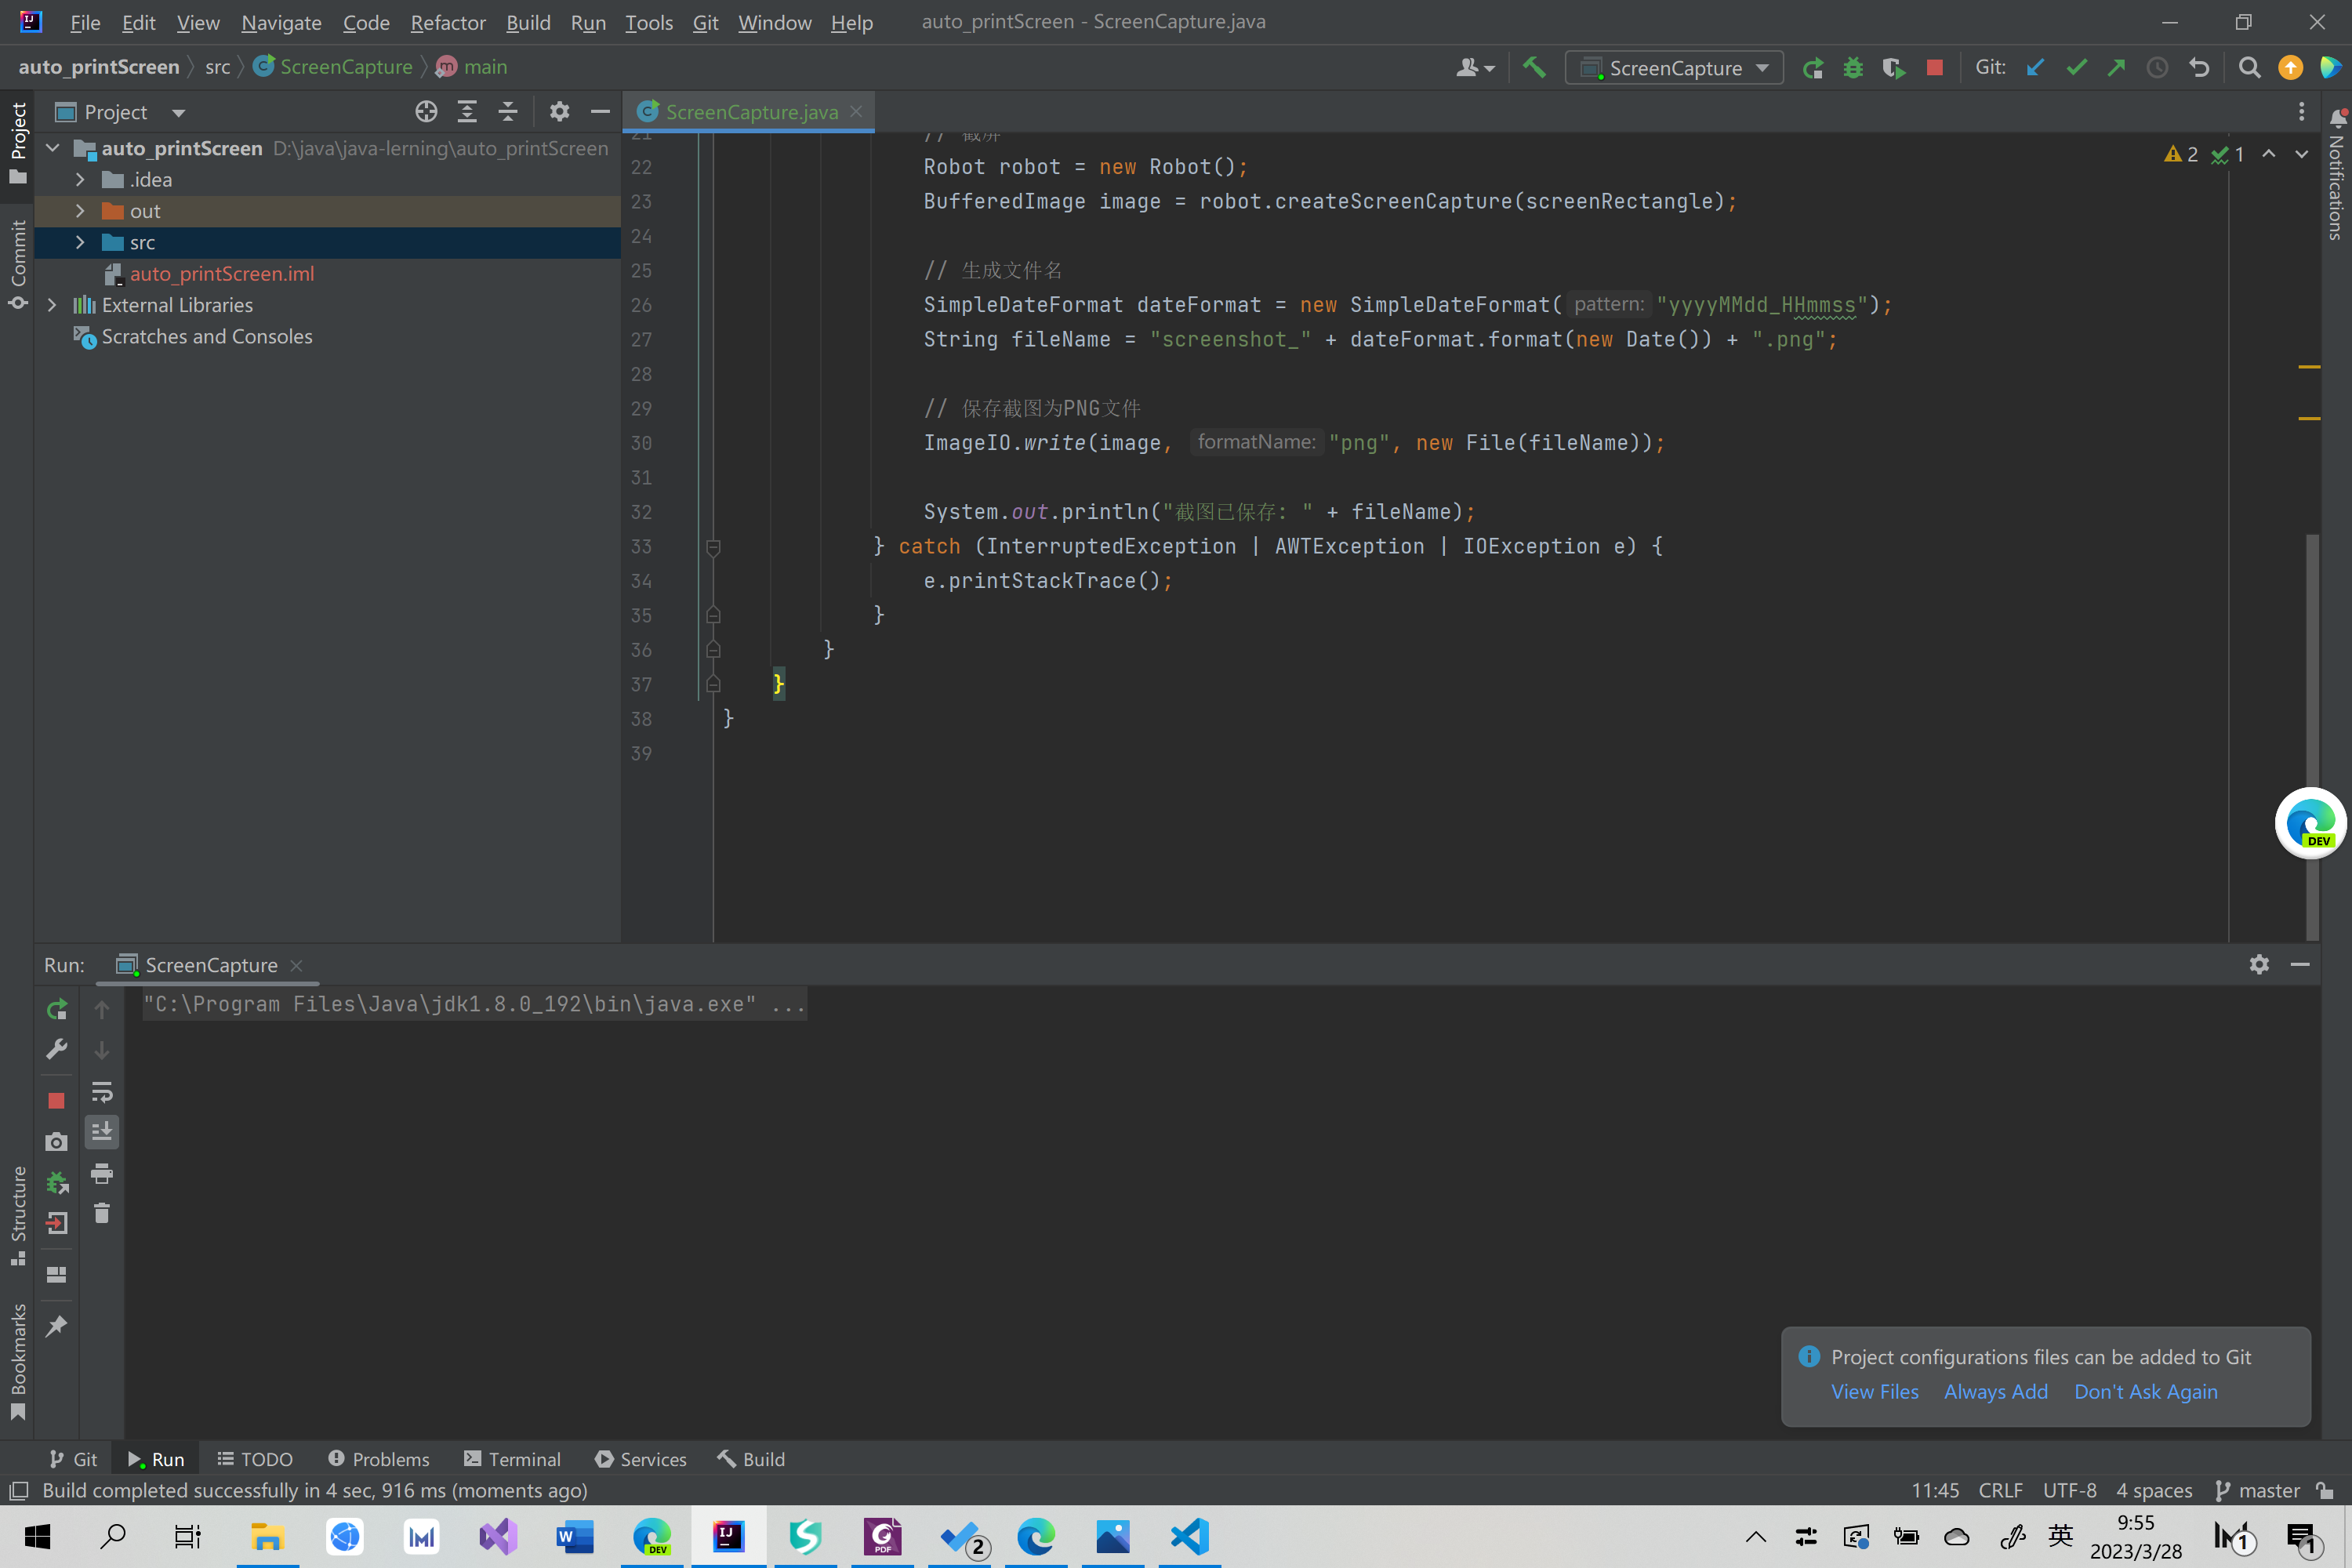 File Edit View Navigate Code Refactor Build Run Tools Git Window Help auto_printScreen - ScreenCapture.java
auto_printScreen src ScreenCapture main
ScreenCapture Git:
Project
ScreenCapture.java
auto_printScreen D:\java\java-lerning\auto_printScreen
.idea
out
src
auto_printScreen.iml
External Libraries
Scratches and Consoles
Project
Commit
Structure
Bookmarks
Notifications
2 1
21 // 截屏
22 Robot robot = new Robot();
23 BufferedImage image = robot.createScreenCapture(screenRectangle);
24
25 // 生成文件名
26 SimpleDateFormat dateFormat = new SimpleDateFormat( pattern: "yyyyMMdd_HHmmss");
27 String fileName = "screenshot_" + dateFormat.format(new Date()) + ".png";
28
29 // 保存截图为PNG文件
30 ImageIO.write(image, formatName: "png", new File(fileName));
31
32 System.out.println("截图已保存: " + fileName);
33 } catch (InterruptedException | AWTException | IOException e) {
34 e.printStackTrace();
35 }
36 }
37 }
38 }
39
DEV
Run: ScreenCapture
"C:\Program Files\Java\jdk1.8.0_192\bin\java.exe" ...
Project configurations files can be added to Git
View Files Always Add Don't Ask Again
Git Run TODO Problems Terminal Services Build
Build completed successfully in 4 sec, 916 ms (moments ago)
11:45 CRLF UTF-8 4 spaces master
W DEV IJ PDF 2
英 9:55
2023/3/28
1 1